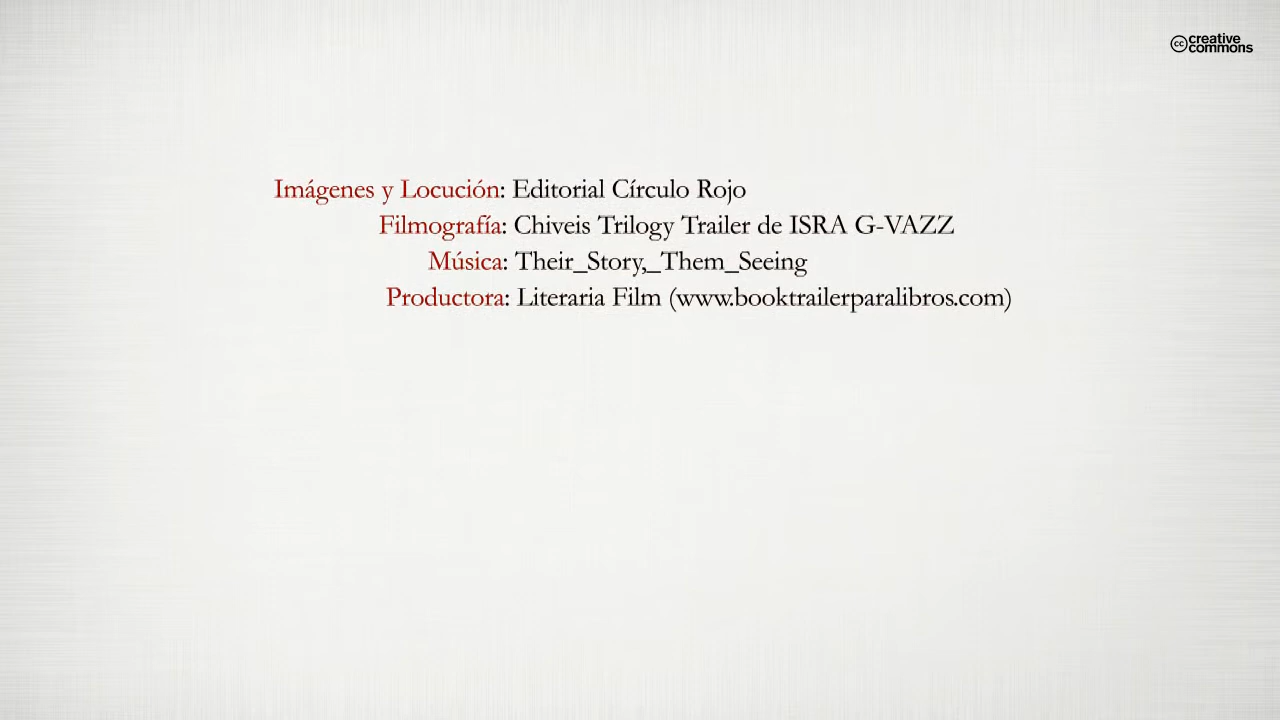 cc creative
commons
Imágenes y Locución: Editorial Círculo Rojo
Filmografía: Chiveis Trilogy Trailer de ISRA G-VAZZ
Música: Their_Story,_Them_Seeing
Productora: Literaria Film (www.booktrailerparalibros.com)